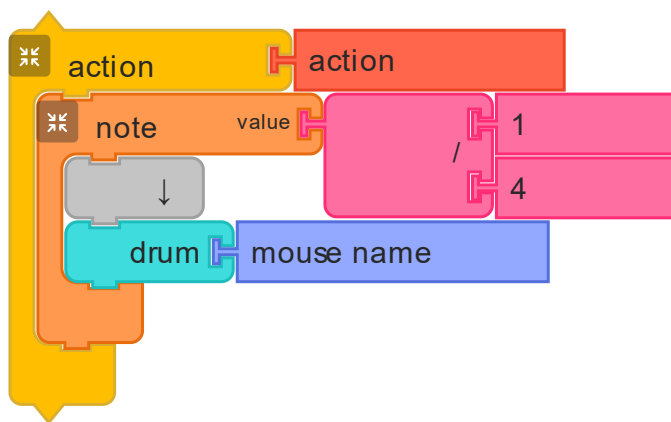 action action
note value 1
/
4
↓
drum mouse name